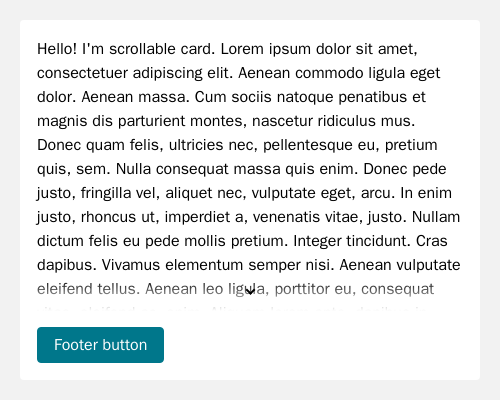 Hello! I'm scrollable card. Lorem ipsum dolor sit amet,
consectetuer adipiscing elit. Aenean commodo ligula eget
dolor. Aenean massa. Cum sociis natoque penatibus et
magnis dis parturient montes, nascetur ridiculus mus.
Donec quam felis, ultricies nec, pellentesque eu, pretium
quis, sem. Nulla consequat massa quis enim. Donec pede
justo, fringilla vel, aliquet nec, vulputate eget, arcu. In enim
justo, rhoncus ut, imperdiet a, venenatis vitae, justo. Nullam
dictum felis eu pede mollis pretium. Integer tincidunt. Cras
dapibus. Vivamus elementum semper nisi. Aenean vulputate
eleifend tellus. Aenean leo ligula, porttitor eu, consequat
Footer button